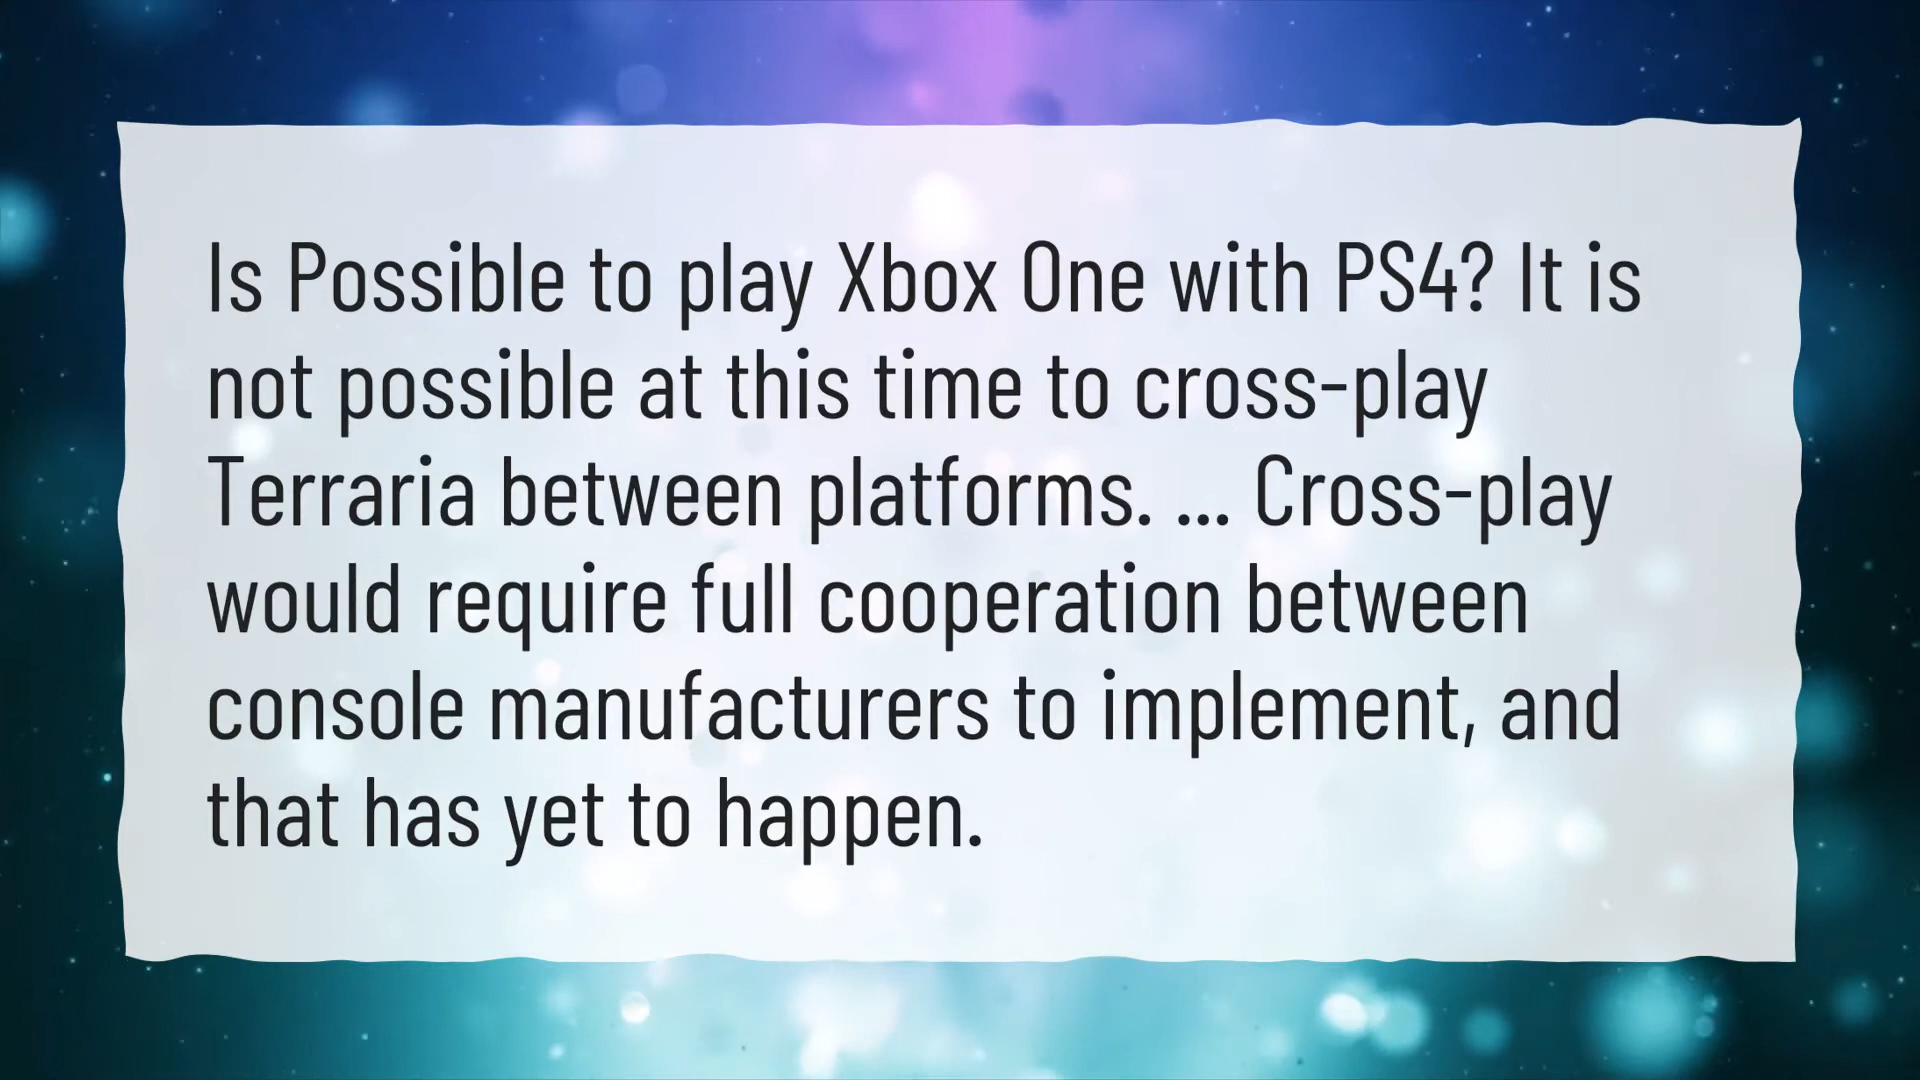 Is Possible to play Xbox One with PS4? It is
not possible at this time to cross-play
Terraria between platforms. ... Cross-play
would require full cooperation between
console manufacturers to implement, and
that has yet to happen.